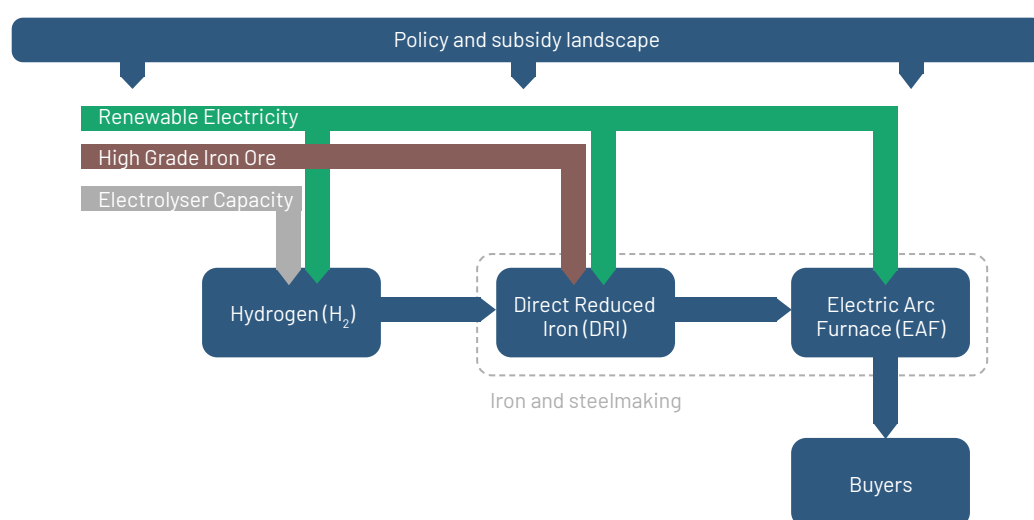 Policy and subsidy landscape
Renewable Electricity
High Grade Iron Ore
Electrolyser Capacity
Hydrogen (H₂)
Direct Reduced
Iron (DRI)
Electric Arc
Furnace (EAF)
Iron and steelmaking
Buyers